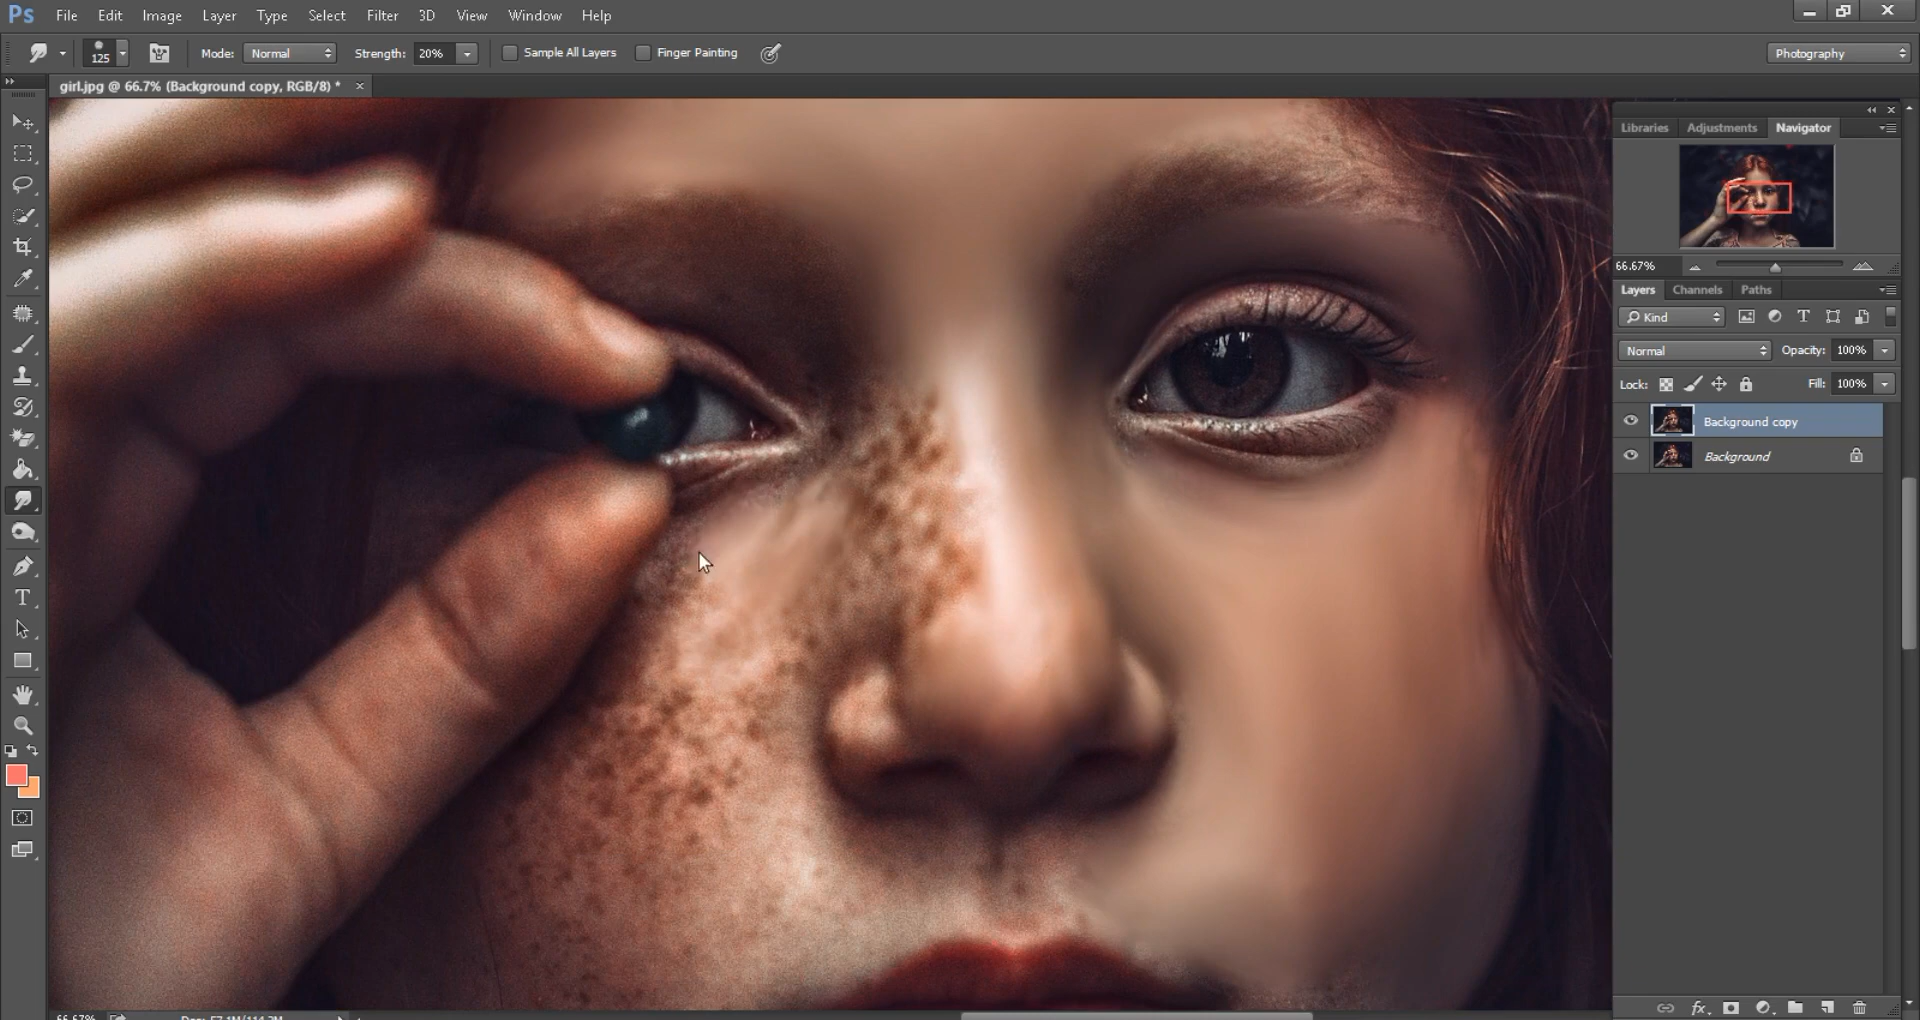 Ps File Edit Image Layer Type Select Filter 3D View Window Help
125 Mode: Normal Strength: 20% Sample All Layers Finger Painting Photography
girl.jpg @ 66.7% (Background copy, RGB/8) * ×
Libraries Adjustments Navigator
66.67%
Layers Channels Paths
Kind
Normal Opacity: 100%
Lock: Fill: 100%
Background copy
Background